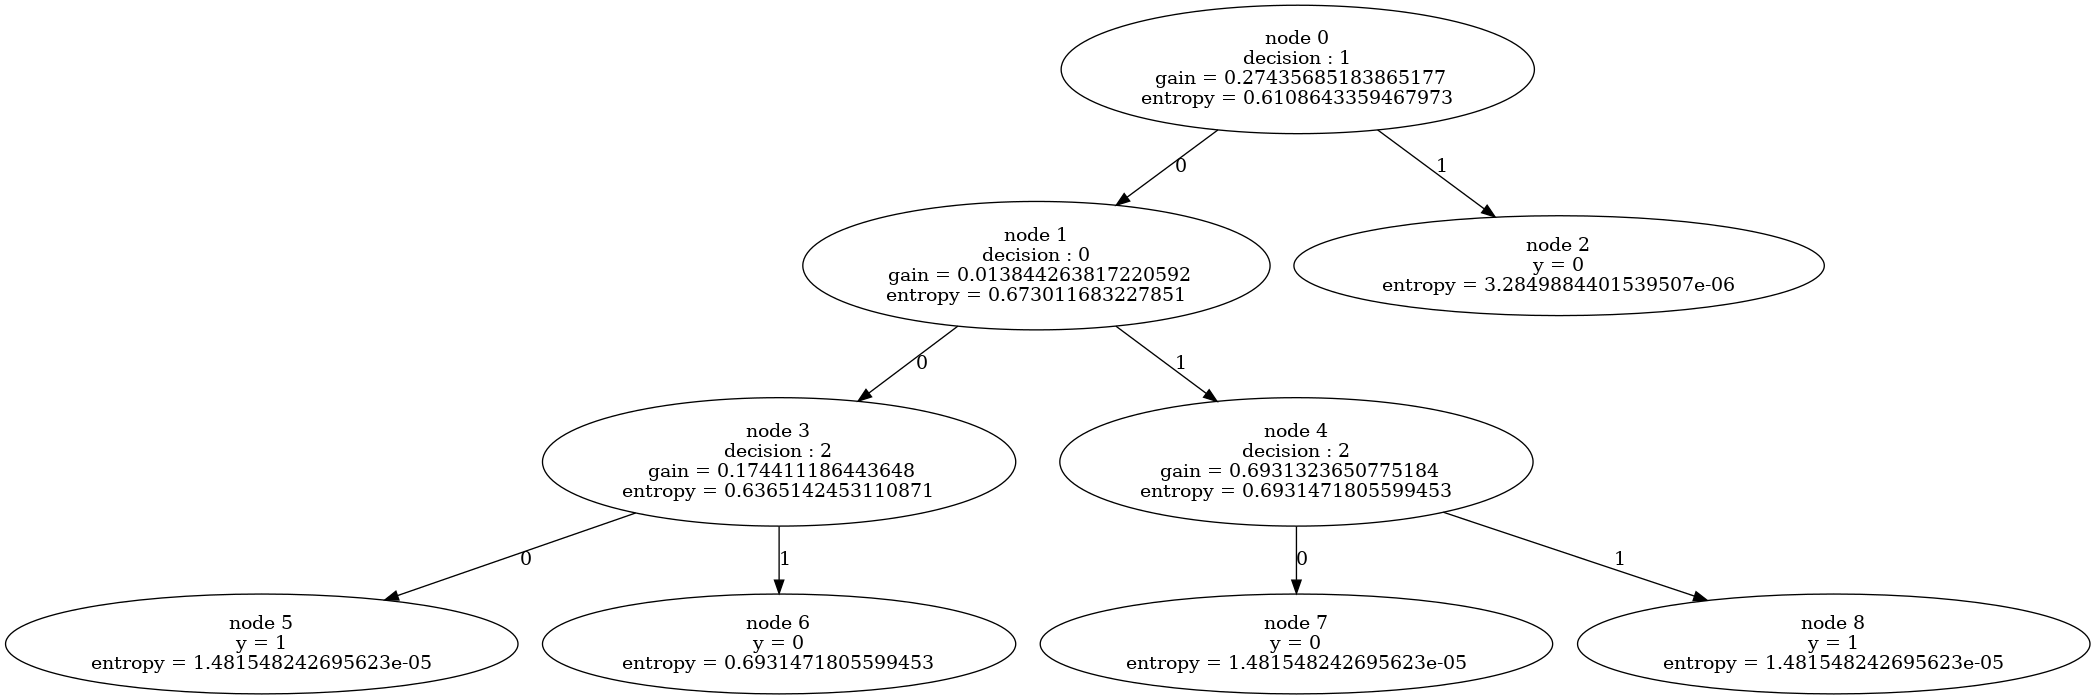 node 0
decision : 1
gain = 0.27435685183865177
entropy = 0.6108643359467973
0
1
node 1
decision : 0
gain = 0.013844263817220592
entropy = 0.673011683227851
node 2
y = 0
entropy = 3.2849884401539507e-06
0
1
node 3
decision : 2
gain = 0.174411186443648
entropy = 0.6365142453110871
node 4
decision : 2
gain = 0.6931323650775184
entropy = 0.6931471805599453
0
1
0
1
node 5
y = 1
entropy = 1.481548242695623e-05
node 6
y = 0
entropy = 0.6931471805599453
node 7
y = 0
entropy = 1.481548242695623e-05
node 8
y = 1
entropy = 1.481548242695623e-05